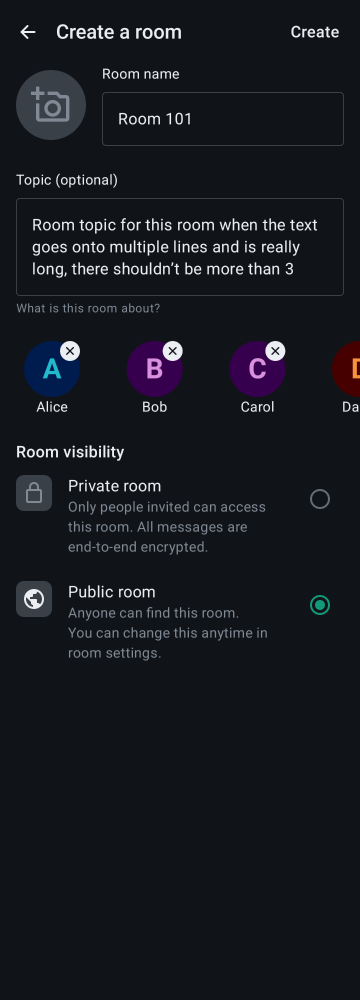 Create a room
Create
Room name
Room 101
Topic (optional)
Room topic for this room when the text
goes onto multiple lines and is really
long, there shouldn’t be more than 3
What is this room about?
A
B
C
Alice
Bob
Carol
Da
Room visibility
Private room
Only people invited can access
this room. All messages are
end-to-end encrypted.
Public room
Anyone can find this room.
You can change this anytime in
room settings.